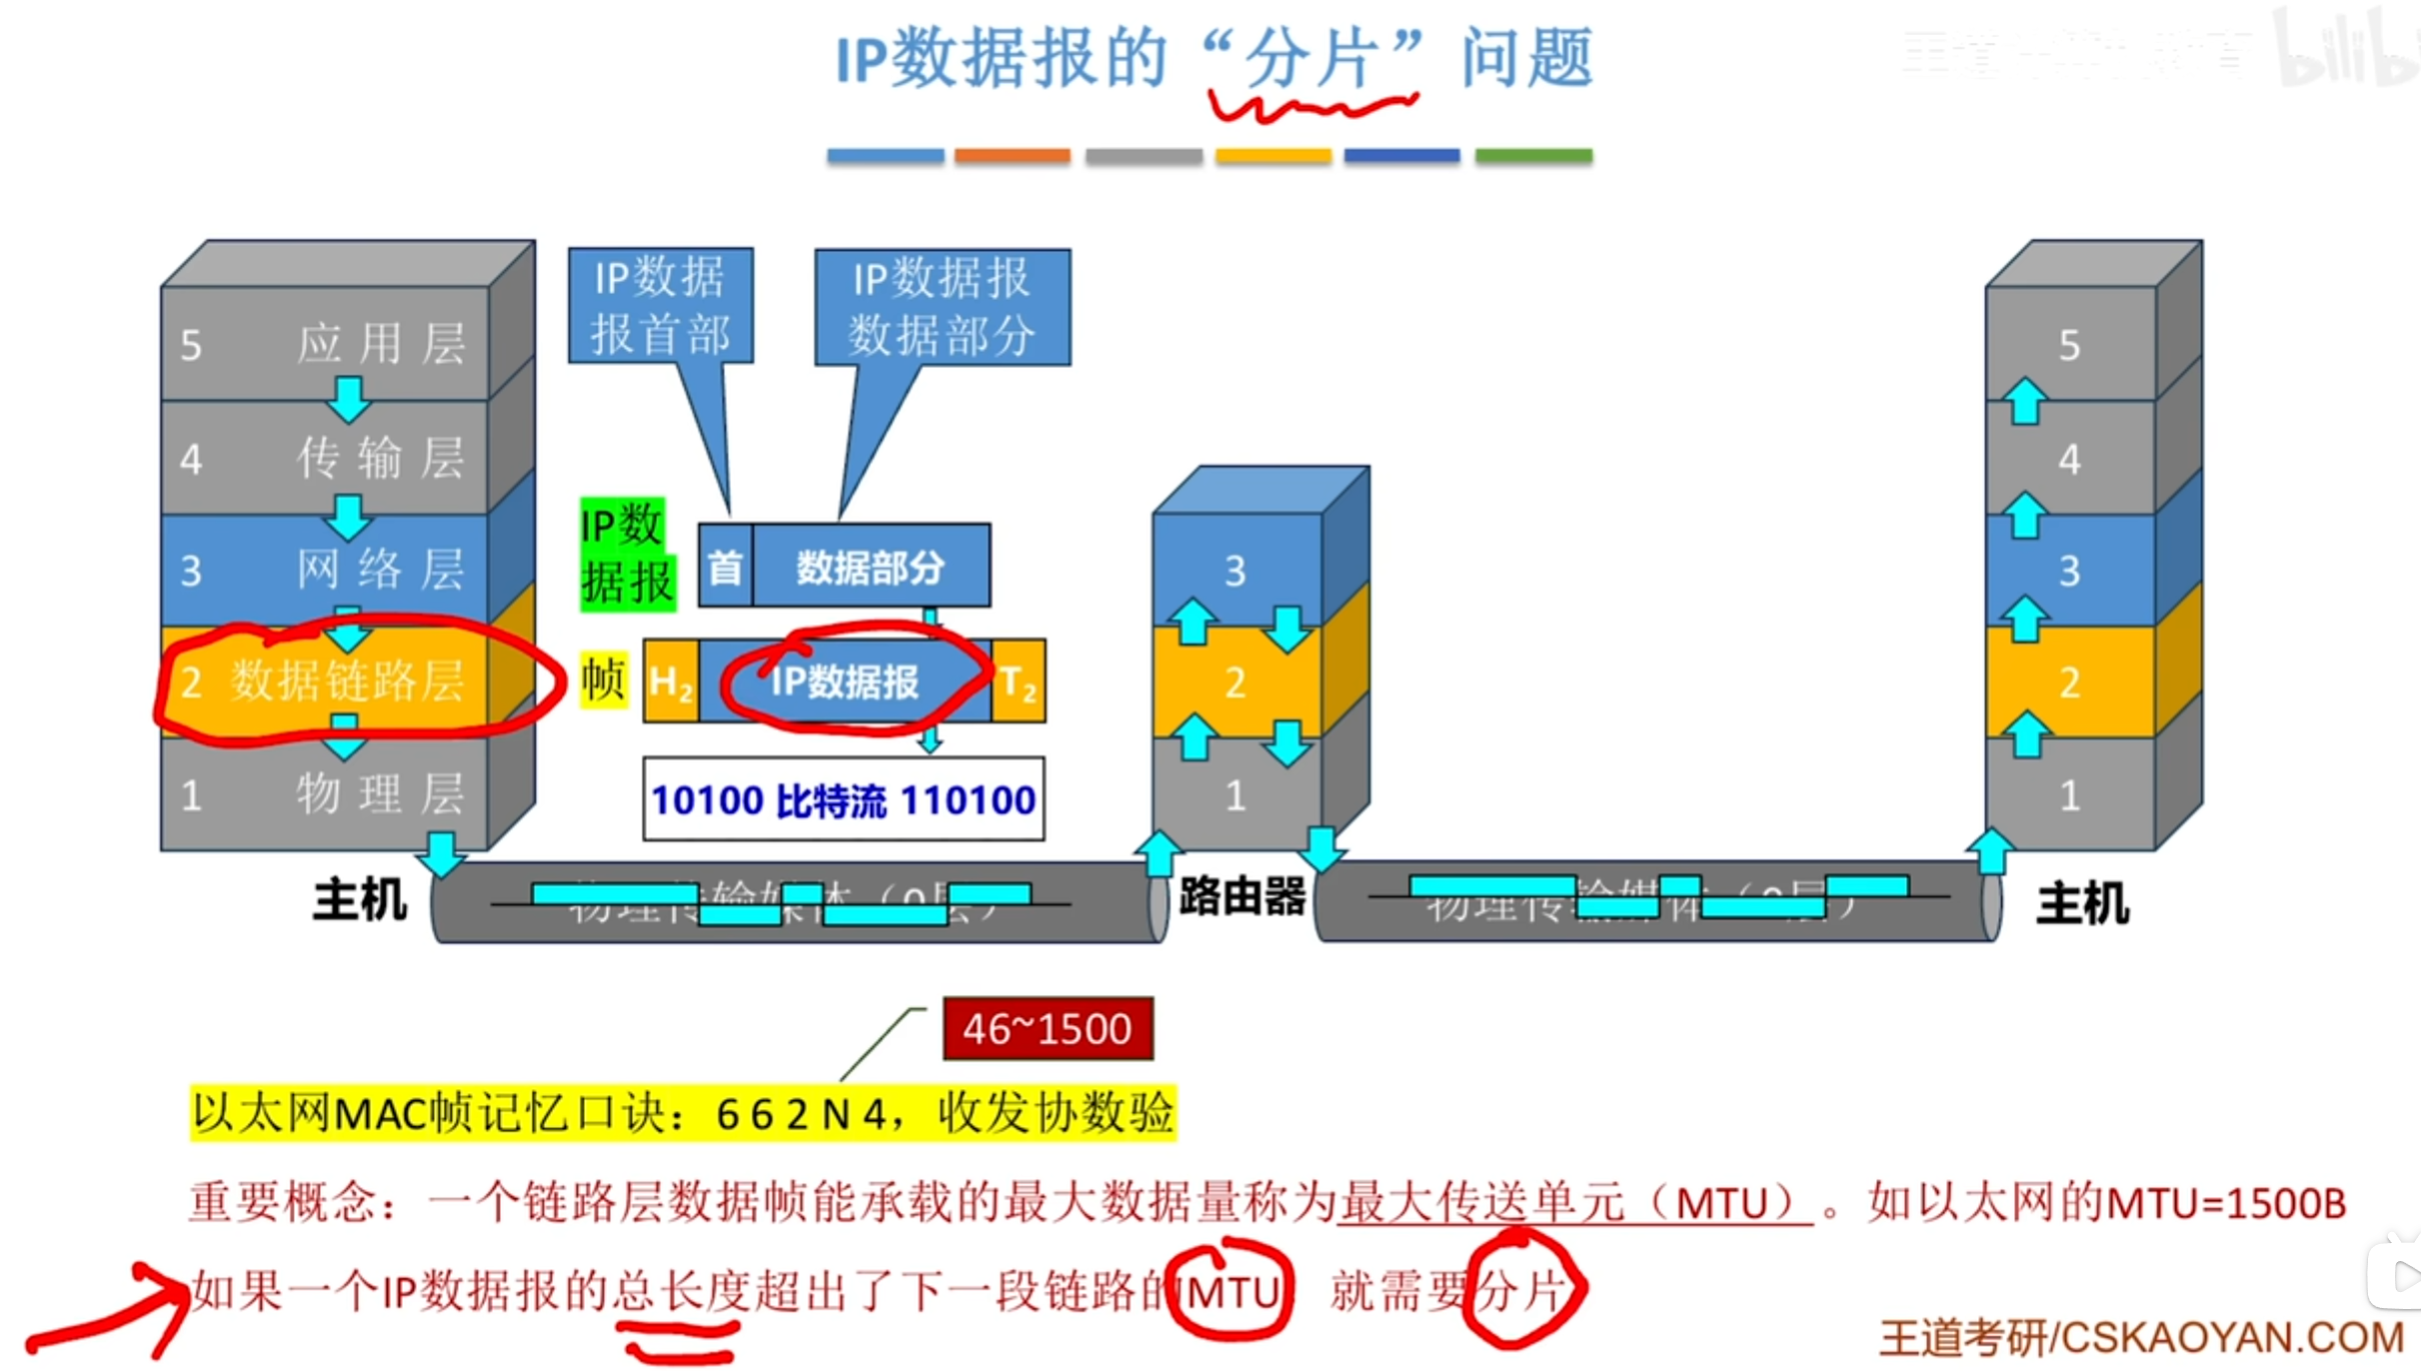 IP数据报的“分片”问题
IP数据
报首部
IP数据报
数据部分
5 应用层
4 传输层
3 网络层
2 数据链路层
1 物理层
IP数
据报
首 数据部分
帧 H2 IP数据报 T2
10100 比特流 110100
3
2
1
5
4
3
2
1
主机
物理传输媒体（0层）
路由器
物理传输媒体（0层）
主机
46~1500
以太网MAC帧记忆口诀：6 6 2 N 4，收发协数验
重要概念：一个链路层数据帧能承载的最大数据量称为最大传送单元（MTU）。如以太网的MTU=1500B
如果一个IP数据报的总长度超出了下一段链路的MTU 就需要分片
王道考研/CSKAOYAN.COM